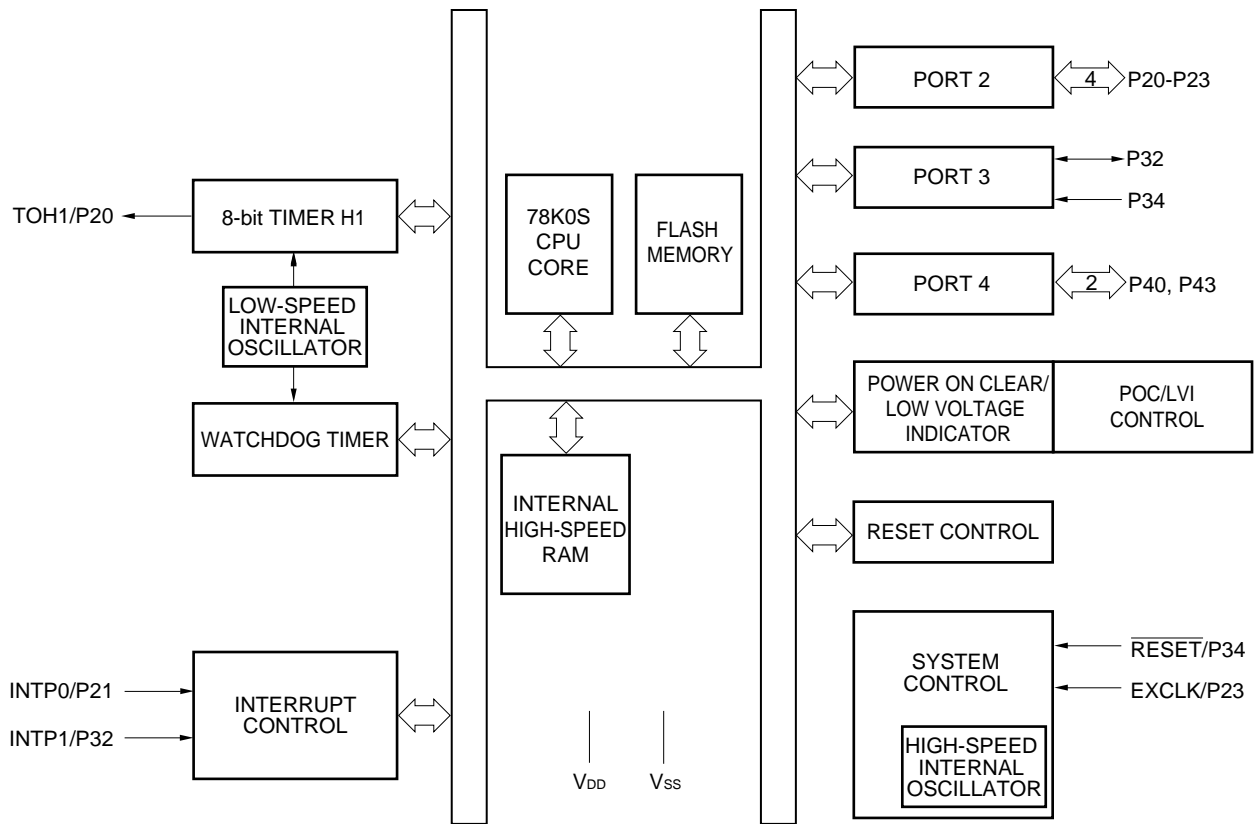 TOH1/P20
8-bit TIMER H1
LOW-SPEED
INTERNAL
OSCILLATOR
WATCHDOG TIMER
INTP0/P21
INTP1/P32
INTERRUPT
CONTROL
78K0S
CPU
CORE
FLASH
MEMORY
INTERNAL
HIGH-SPEED
RAM
VDD
VSS
PORT 2
4
P20-P23
PORT 3
P32
P34
PORT 4
2
P40, P43
POWER ON CLEAR/
LOW VOLTAGE
INDICATOR
POC/LVI
CONTROL
RESET CONTROL
SYSTEM
CONTROL
RESET/P34
EXCLK/P23
HIGH-SPEED
INTERNAL
OSCILLATOR